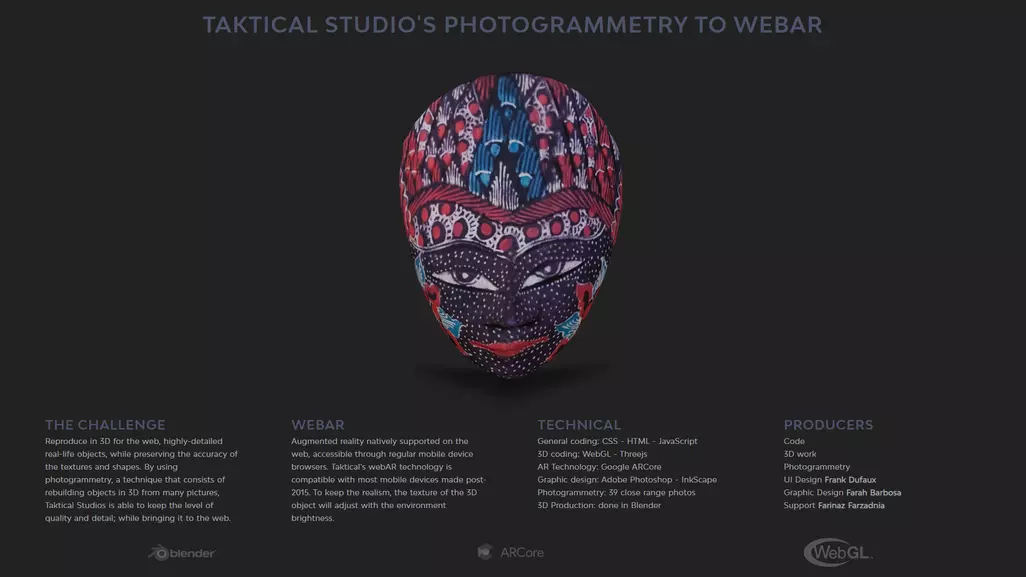 TAKTICAL STUDIO'S PHOTOGRAMMETRY TO WEBAR
THE CHALLENGE
Reproduce in 3D for the web, highly-detailed
real-life objects, while preserving the accuracy of
the textures and shapes. By using
photogrammetry, a technique that consists of
rebuilding objects in 3D from many pictures,
Taktical Studios is able to keep the level of
quality and detail; while bringing it to the web.
WEBAR
Augmented reality natively supported on the
web, accessible through regular mobile device
browsers. Taktical's webAR technology is
compatible with most mobile devices made post-
2015. To keep the realism, the texture of the 3D
object will adjust with the environment
brightness.
TECHNICAL
General coding: CSS - HTML - JavaScript
3D coding: WebGL - Threejs
AR Technology: Google ARCore
Graphic design: Adobe Photoshop - InkScape
Photogrammetry: 39 close range photos
3D Production: done in Blender
PRODUCERS
Code
3D work
Photogrammetry
UI Design Frank Dufaux
Graphic Design Farah Barbosa
Support Farinaz Farzadnia
blender
ARCore
WebGL